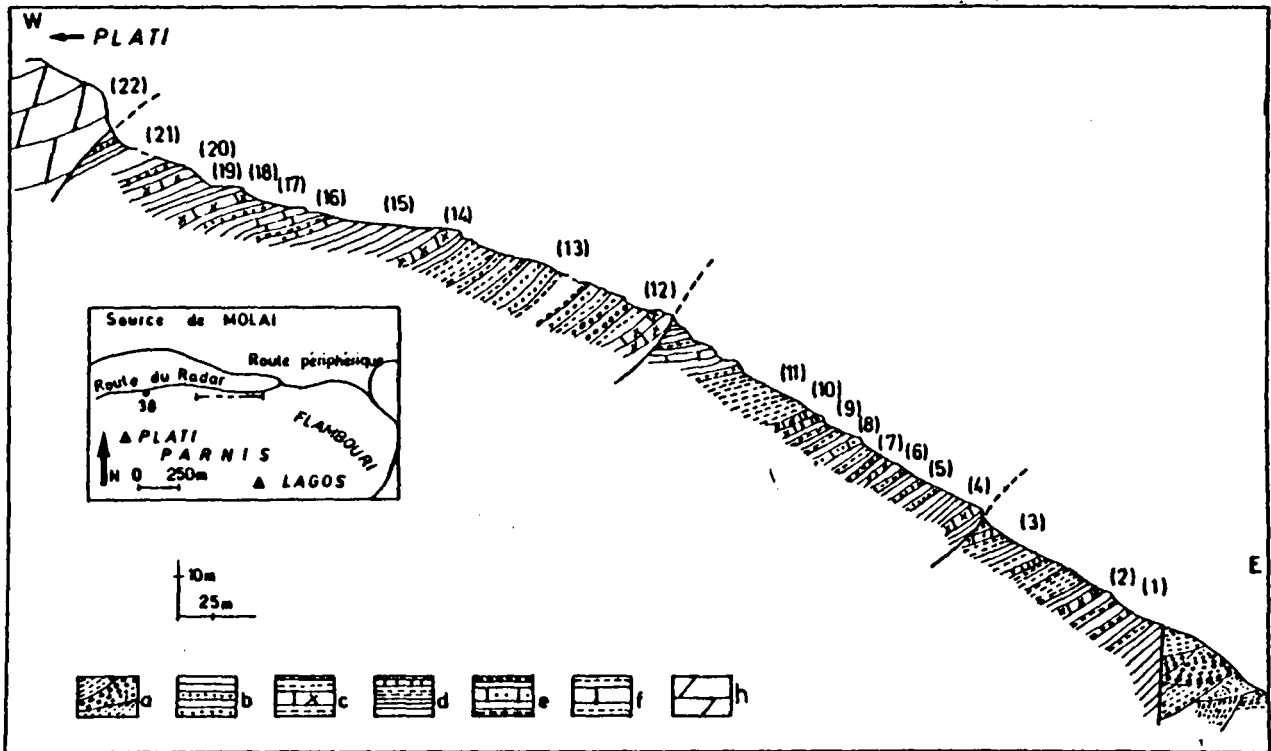 W
← PLATI
(22)
(21)
(20)
(19) (18)
(17)
(16)
(15)
(14)
(13)
(12)
(11)
(10)
(9)
(8)
(7) (6)
(5)
(4)
(3)
E
(2) (1)
Source de MOLAI
Route périphérique
Route du Radar
38
FLAMBOURI
▲ PLATI
PARNIS
N 0 250m
▲ LAGOS
10m
25m
a b c d e f h